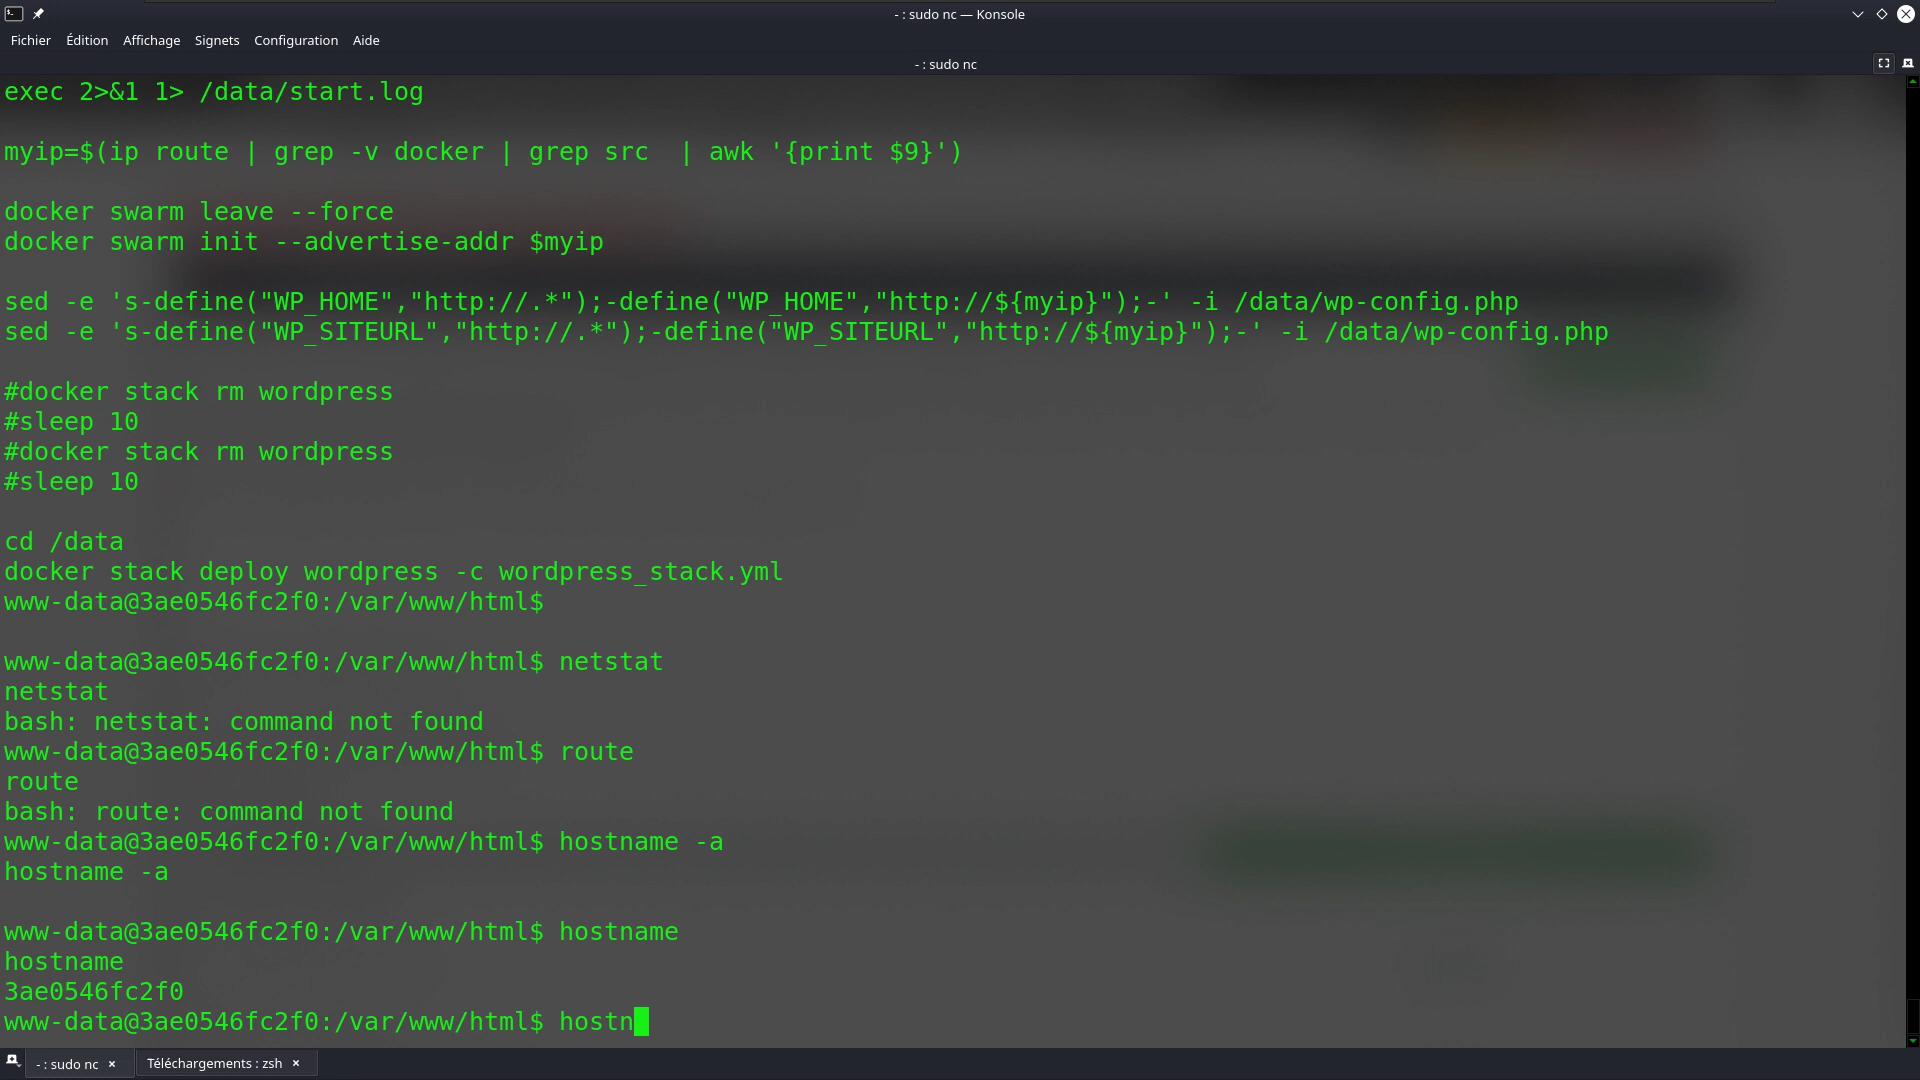 - : sudo nc — Konsole
Fichier Édition Affichage Signets Configuration Aide
- : sudo nc
exec 2>&1 1> /data/start.log
myip=$(ip route | grep -v docker | grep src  | awk '{print $9}')
docker swarm leave --force
docker swarm init --advertise-addr $myip
sed -e 's-define("WP_HOME","http://.*");-define("WP_HOME","http://${myip}");-' -i /data/wp-config.php
sed -e 's-define("WP_SITEURL","http://.*");-define("WP_SITEURL","http://${myip}");-' -i /data/wp-config.php
#docker stack rm wordpress
#sleep 10
#docker stack rm wordpress
#sleep 10
cd /data
docker stack deploy wordpress -c wordpress_stack.yml
www-data@3ae0546fc2f0:/var/www/html$
www-data@3ae0546fc2f0:/var/www/html$ netstat
netstat
bash: netstat: command not found
www-data@3ae0546fc2f0:/var/www/html$ route
route
bash: route: command not found
www-data@3ae0546fc2f0:/var/www/html$ hostname -a
hostname -a
www-data@3ae0546fc2f0:/var/www/html$ hostname
hostname
3ae0546fc2f0
www-data@3ae0546fc2f0:/var/www/html$ hostn
- : sudo nc × Téléchargements : zsh ×